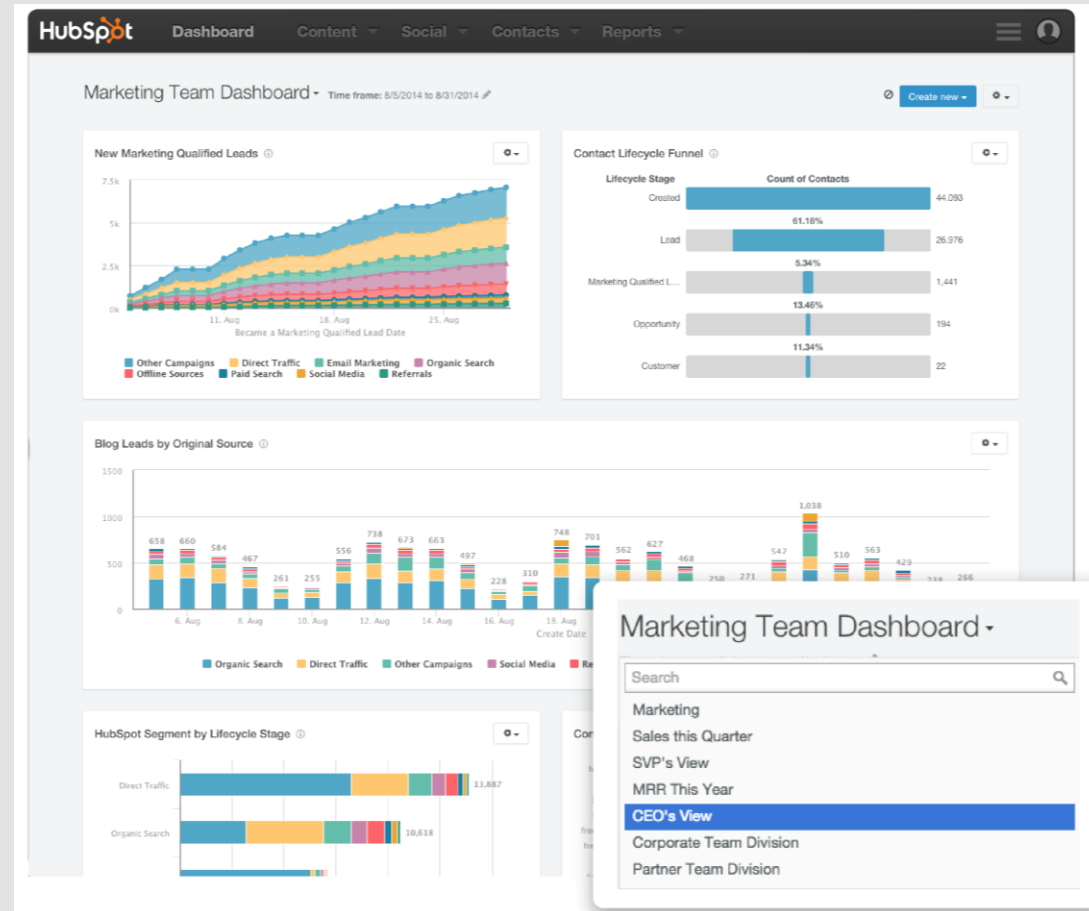 HubSpot Dashboard Content Social Contacts Reports
Marketing Team Dashboard Time frame: 8/5/2014 to 8/31/2014
Create new
New Marketing Qualified Leads
7.5k
5k
2.5k
0k
11. Aug 18. Aug 25. Aug
Became a Marketing Qualified Lead Date
Other Campaigns Direct Traffic Email Marketing Organic Search
Offline Sources Paid Search Social Media Referrals
Contact Lifecycle Funnel
Lifecycle Stage Count of Contacts
Created 44,093
61.18%
Lead 26,976
5.34%
Marketing Qualified L... 1,441
13.46%
Opportunity 194
11.34%
Customer 22
Blog Leads by Original Source
1500
1000
500
0
658 660 584 467 261 255 556 738 673 663 497 228 310 748 701 562 627 468 250 271 547 1,038 510 563 429 238 266
6. Aug 8. Aug 10. Aug 12. Aug 14. Aug 16. Aug 18. Aug
Create Date
Organic Search Direct Traffic Other Campaigns Social Media Re
HubSpot Segment by Lifecycle Stage
Direct Traffic 13,887
Organic Search 10,618
Con
Marketing Team Dashboard
Search
Marketing
Sales this Quarter
SVP's View
MRR This Year
CEO's View
Corporate Team Division
Partner Team Division